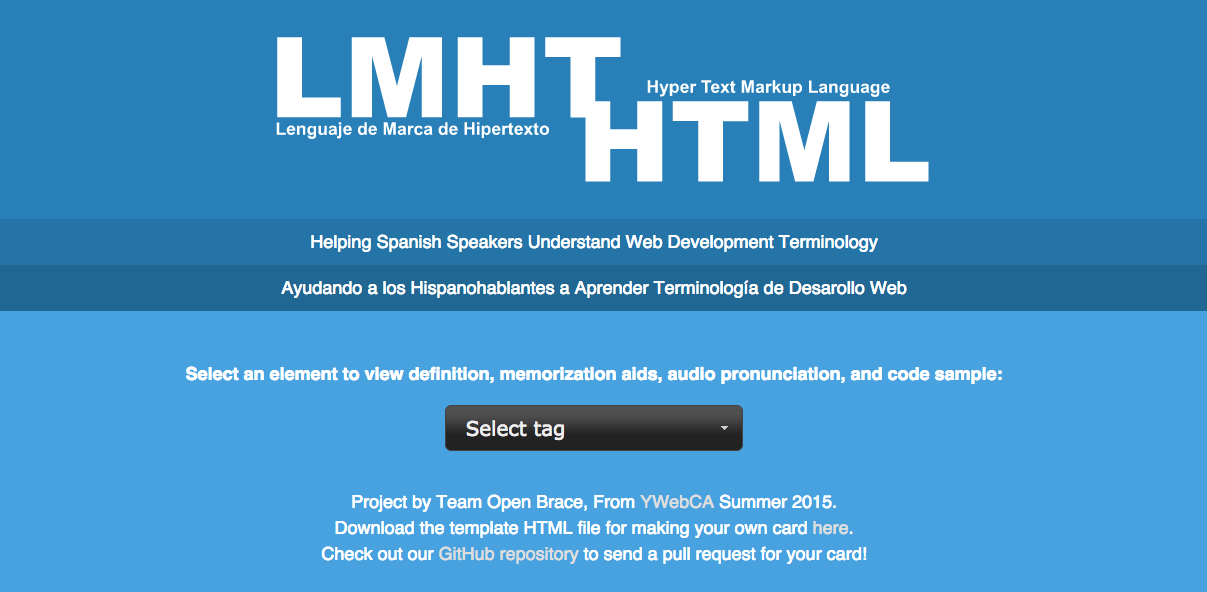 LMHT
Hyper Text Markup Language
Lenguaje de Marca de Hipertexto
HTML
Helping Spanish Speakers Understand Web Development Terminology
Ayudando a los Hispanohablantes a Aprender Terminología de Desarollo Web
Select an element to view definition, memorization aids, audio pronunciation, and code sample:
Select tag
Project by Team Open Brace, From YWebCA Summer 2015.
Download the template HTML file for making your own card here.
Check out our GitHub repository to send a pull request for your card!